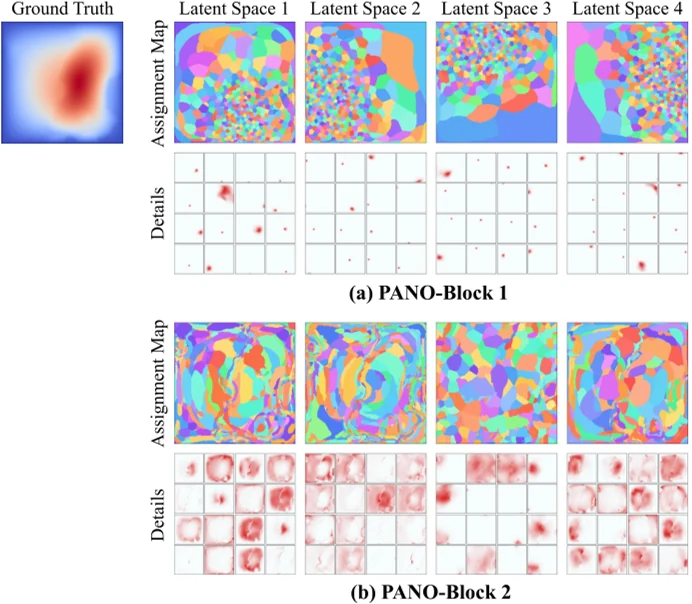 Ground Truth
Latent Space 1
Latent Space 2
Latent Space 3
Latent Space 4
Assignment Map
Details
(a) PANO-Block 1
Assignment Map
Details
(b) PANO-Block 2